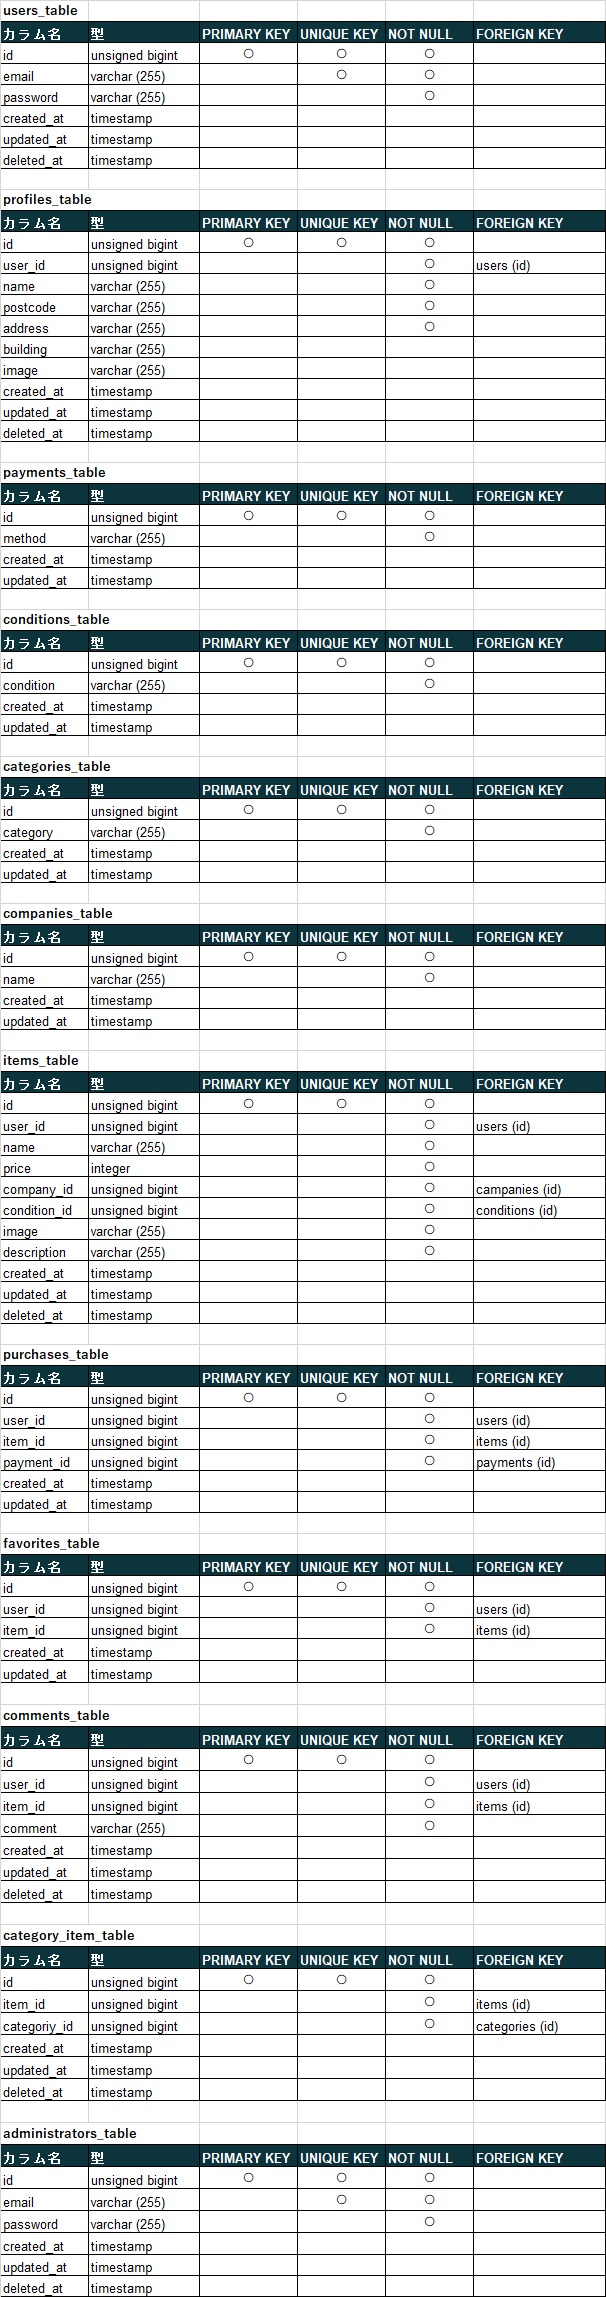 users_table
カラム名 型 PRIMARY KEY UNIQUE KEY NOT NULL FOREIGN KEY
id unsigned bigint ○ ○ ○
email varchar (255) ○ ○
password varchar (255) ○
created_at timestamp
updated_at timestamp
deleted_at timestamp
profiles_table
カラム名 型 PRIMARY KEY UNIQUE KEY NOT NULL FOREIGN KEY
id unsigned bigint ○ ○ ○
user_id unsigned bigint ○ users (id)
name varchar (255) ○
postcode varchar (255) ○
address varchar (255) ○
building varchar (255)
image varchar (255)
created_at timestamp
updated_at timestamp
deleted_at timestamp
payments_table
カラム名 型 PRIMARY KEY UNIQUE KEY NOT NULL FOREIGN KEY
id unsigned bigint ○ ○ ○
method varchar (255) ○
created_at timestamp
updated_at timestamp
conditions_table
カラム名 型 PRIMARY KEY UNIQUE KEY NOT NULL FOREIGN KEY
id unsigned bigint ○ ○ ○
condition varchar (255) ○
created_at timestamp
updated_at timestamp
categories_table
カラム名 型 PRIMARY KEY UNIQUE KEY NOT NULL FOREIGN KEY
id unsigned bigint ○ ○ ○
category varchar (255) ○
created_at timestamp
updated_at timestamp
companies_table
カラム名 型 PRIMARY KEY UNIQUE KEY NOT NULL FOREIGN KEY
id unsigned bigint ○ ○ ○
name varchar (255) ○
created_at timestamp
updated_at timestamp
items_table
カラム名 型 PRIMARY KEY UNIQUE KEY NOT NULL FOREIGN KEY
id unsigned bigint ○ ○ ○
user_id unsigned bigint ○ users (id)
name varchar (255) ○
price integer ○
company_id unsigned bigint ○ campanies (id)
condition_id unsigned bigint ○ conditions (id)
image varchar (255) ○
description varchar (255) ○
created_at timestamp
updated_at timestamp
deleted_at timestamp
purchases_table
カラム名 型 PRIMARY KEY UNIQUE KEY NOT NULL FOREIGN KEY
id unsigned bigint ○ ○ ○
user_id unsigned bigint ○ users (id)
item_id unsigned bigint ○ items (id)
payment_id unsigned bigint ○ payments (id)
created_at timestamp
updated_at timestamp
favorites_table
カラム名 型 PRIMARY KEY UNIQUE KEY NOT NULL FOREIGN KEY
id unsigned bigint ○ ○ ○
user_id unsigned bigint ○ users (id)
item_id unsigned bigint ○ items (id)
created_at timestamp
updated_at timestamp
comments_table
カラム名 型 PRIMARY KEY UNIQUE KEY NOT NULL FOREIGN KEY
id unsigned bigint ○ ○ ○
user_id unsigned bigint ○ users (id)
item_id unsigned bigint ○ items (id)
comment varchar (255) ○
created_at timestamp
updated_at timestamp
deleted_at timestamp
category_item_table
カラム名 型 PRIMARY KEY UNIQUE KEY NOT NULL FOREIGN KEY
id unsigned bigint ○ ○ ○
item_id unsigned bigint ○ items (id)
categoriy_id unsigned bigint ○ categories (id)
created_at timestamp
updated_at timestamp
deleted_at timestamp
administrators_table
カラム名 型 PRIMARY KEY UNIQUE KEY NOT NULL FOREIGN KEY
id unsigned bigint ○ ○ ○
email varchar (255) ○ ○
password varchar (255) ○
created_at timestamp
updated_at timestamp
deleted_at timestamp